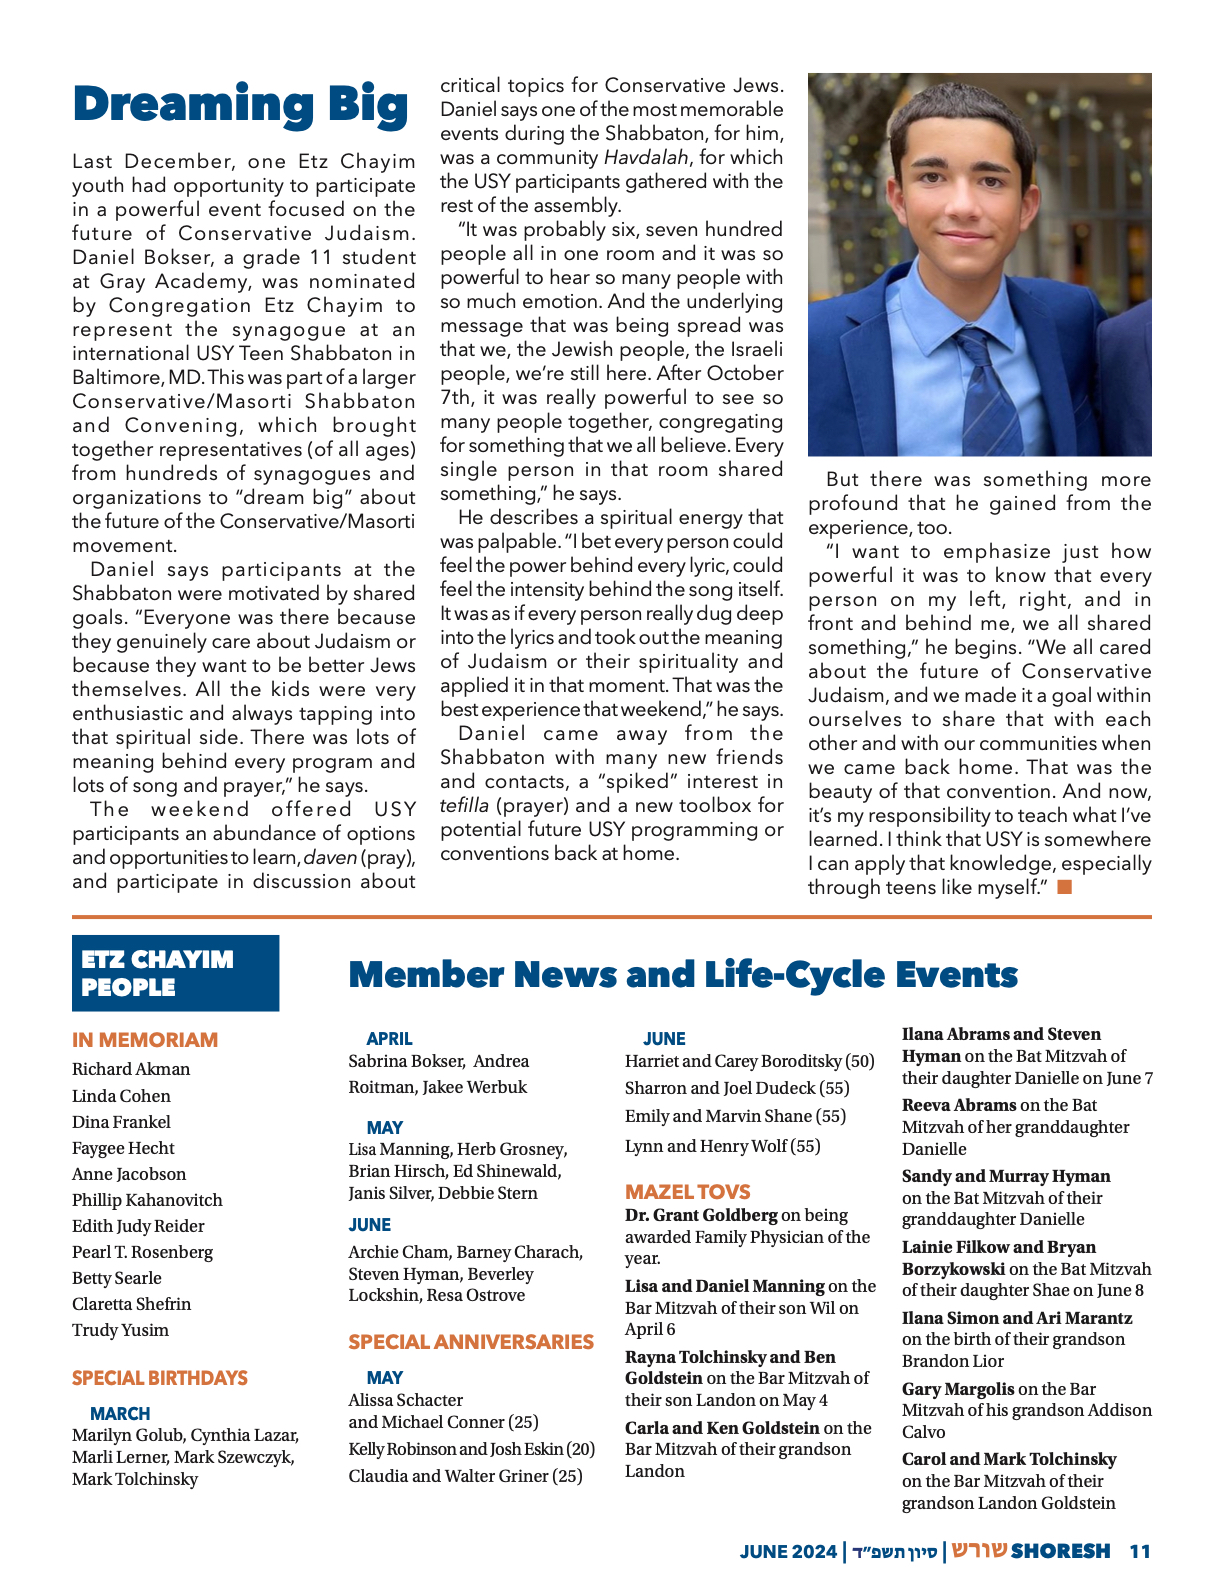 Dreaming Big
Last December, one Etz Chayim
youth had opportunity to participate
in a powerful event focused on the
future of Conservative Judaism.
Daniel Bokser, a grade 11 student
at Gray Academy, was nominated
by Congregation Etz Chayim to
represent the synagogue at an
international USY Teen Shabbaton in
Baltimore, MD. This was part of a larger
Conservative/Masorti Shabbaton
and Convening, which brought
together representatives (of all ages)
from hundreds of synagogues and
organizations to “dream big” about
the future of the Conservative/Masorti
movement.
Daniel says participants at the
Shabbaton were motivated by shared
goals. “Everyone was there because
they genuinely care about Judaism or
because they want to be better Jews
themselves. All the kids were very
enthusiastic and always tapping into
that spiritual side. There was lots of
meaning behind every program and
lots of song and prayer,” he says.
The weekend offered USY
participants an abundance of options
and opportunities to learn, daven (pray),
and participate in discussion about
critical topics for Conservative Jews.
Daniel says one of the most memorable
events during the Shabbaton, for him,
was a community Havdalah, for which
the USY participants gathered with the
rest of the assembly.
“It was probably six, seven hundred
people all in one room and it was so
powerful to hear so many people with
so much emotion. And the underlying
message that was being spread was
that we, the Jewish people, the Israeli
people, we’re still here. After October
7th, it was really powerful to see so
many people together, congregating
for something that we all believe. Every
single person in that room shared
something,” he says.
He describes a spiritual energy that
was palpable. “I bet every person could
feel the power behind every lyric, could
feel the intensity behind the song itself.
It was as if every person really dug deep
into the lyrics and took out the meaning
of Judaism or their spirituality and
applied it in that moment. That was the
best experience that weekend,” he says.
Daniel came away from the
Shabbaton with many new friends
and contacts, a “spiked” interest in
tefilla (prayer) and a new toolbox for
potential future USY programming or
conventions back at home.
But there was something more
profound that he gained from the
experience, too.
“I want to emphasize just how
powerful it was to know that every
person on my left, right, and in
front and behind me, we all shared
something,” he begins. “We all cared
about the future of Conservative
Judaism, and we made it a goal within
ourselves to share that with each
other and with our communities when
we came back home. That was the
beauty of that convention. And now,
it’s my responsibility to teach what I’ve
learned. I think that USY is somewhere
I can apply that knowledge, especially
through teens like myself.”
ETZ CHAYIM
PEOPLE
Member News and Life-Cycle Events
IN MEMORIAM
Richard Akman
Linda Cohen
Dina Frankel
Faygee Hecht
Anne Jacobson
Phillip Kahanovitch
Edith Judy Reider
Pearl T. Rosenberg
Betty Searle
Claretta Shefrin
Trudy Yusim
SPECIAL BIRTHDAYS
MARCH
Marilyn Golub, Cynthia Lazar,
Marli Lerner, Mark Szewczyk,
Mark Tolchinsky
APRIL
Sabrina Bokser, Andrea
Roitman, Jakee Werbuk
MAY
Lisa Manning, Herb Grosney,
Brian Hirsch, Ed Shinewald,
Janis Silver, Debbie Stern
JUNE
Archie Cham, Barney Charach,
Steven Hyman, Beverley
Lockshin, Resa Ostrove
SPECIAL ANNIVERSARIES
MAY
Alissa Schacter
and Michael Conner (25)
Kelly Robinson and Josh Eskin (20)
Claudia and Walter Griner (25)
JUNE
Harriet and Carey Boroditsky (50)
Sharron and Joel Dudeck (55)
Emily and Marvin Shane (55)
Lynn and Henry Wolf (55)
MAZEL TOVS
Dr. Grant Goldberg on being
awarded Family Physician of the
year.
Lisa and Daniel Manning on the
Bar Mitzvah of their son Wil on
April 6
Rayna Tolchinsky and Ben
Goldstein on the Bar Mitzvah of
their son Landon on May 4
Carla and Ken Goldstein on the
Bar Mitzvah of their grandson
Landon
Ilana Abrams and Steven
Hyman on the Bat Mitzvah of
their daughter Danielle on June 7
Reeva Abrams on the Bat
Mitzvah of her granddaughter
Danielle
Sandy and Murray Hyman
on the Bat Mitzvah of their
granddaughter Danielle
Lainie Filkow and Bryan
Borzykowski on the Bat Mitzvah
of their daughter Shae on June 8
Ilana Simon and Ari Marantz
on the birth of their grandson
Brandon Lior
Gary Margolis on the Bar
Mitzvah of his grandson Addison
Calvo
Carol and Mark Tolchinsky
on the Bar Mitzvah of their
grandson Landon Goldstein
JUNE 2024 | סיון תשפ״ד | שורש SHORESH 11